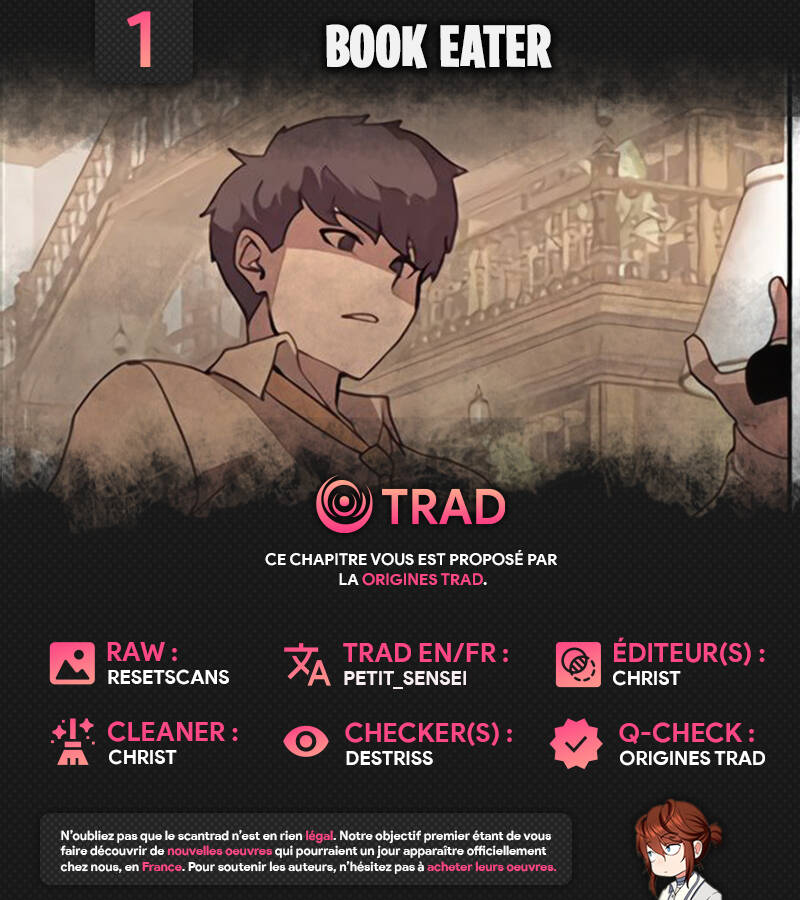 1
BOOK EATER
TRAD
CE CHAPITRE VOUS EST PROPOSÉ PAR
LA ORIGINES TRAD.
RAW :
RESETSCANS
TRAD EN/FR :
PETIT_SENSEI
ÉDITEUR(S) :
CHRIST
CLEANER :
CHRIST
CHECKER(S) :
DESTRISS
Q-CHECK :
ORIGINES TRAD
N'oubliez pas que le scantrad n'est en rien légal. Notre objectif premier étant de vous
faire découvrir de nouvelles oeuvres qui pourraient un jour apparaître officiellement
chez nous, en France. Pour soutenir les auteurs, n'hésitez pas à acheter leurs oeuvres.